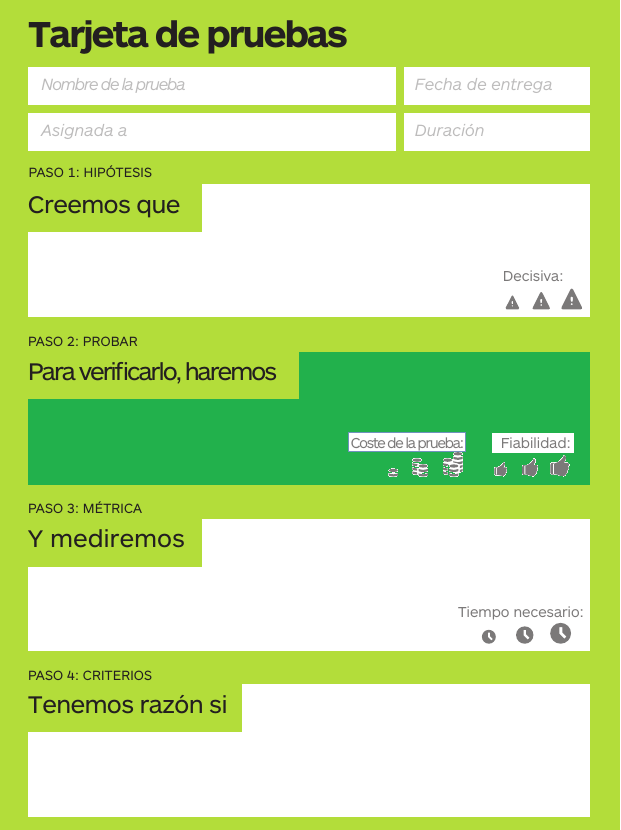 Tarjeta de pruebas
Nombre de la prueba
Fecha de entrega
Asignada a
Duración
PASO 1: HIPÓTESIS
Creemos que
Decisiva:
PASO 2: PROBAR
Para verificarlo, haremos
Coste de la prueba:
Fiabilidad:
PASO 3: MÉTRICA
Y mediremos
Tiempo necesario:
PASO 4: CRITERIOS
Tenemos razón si